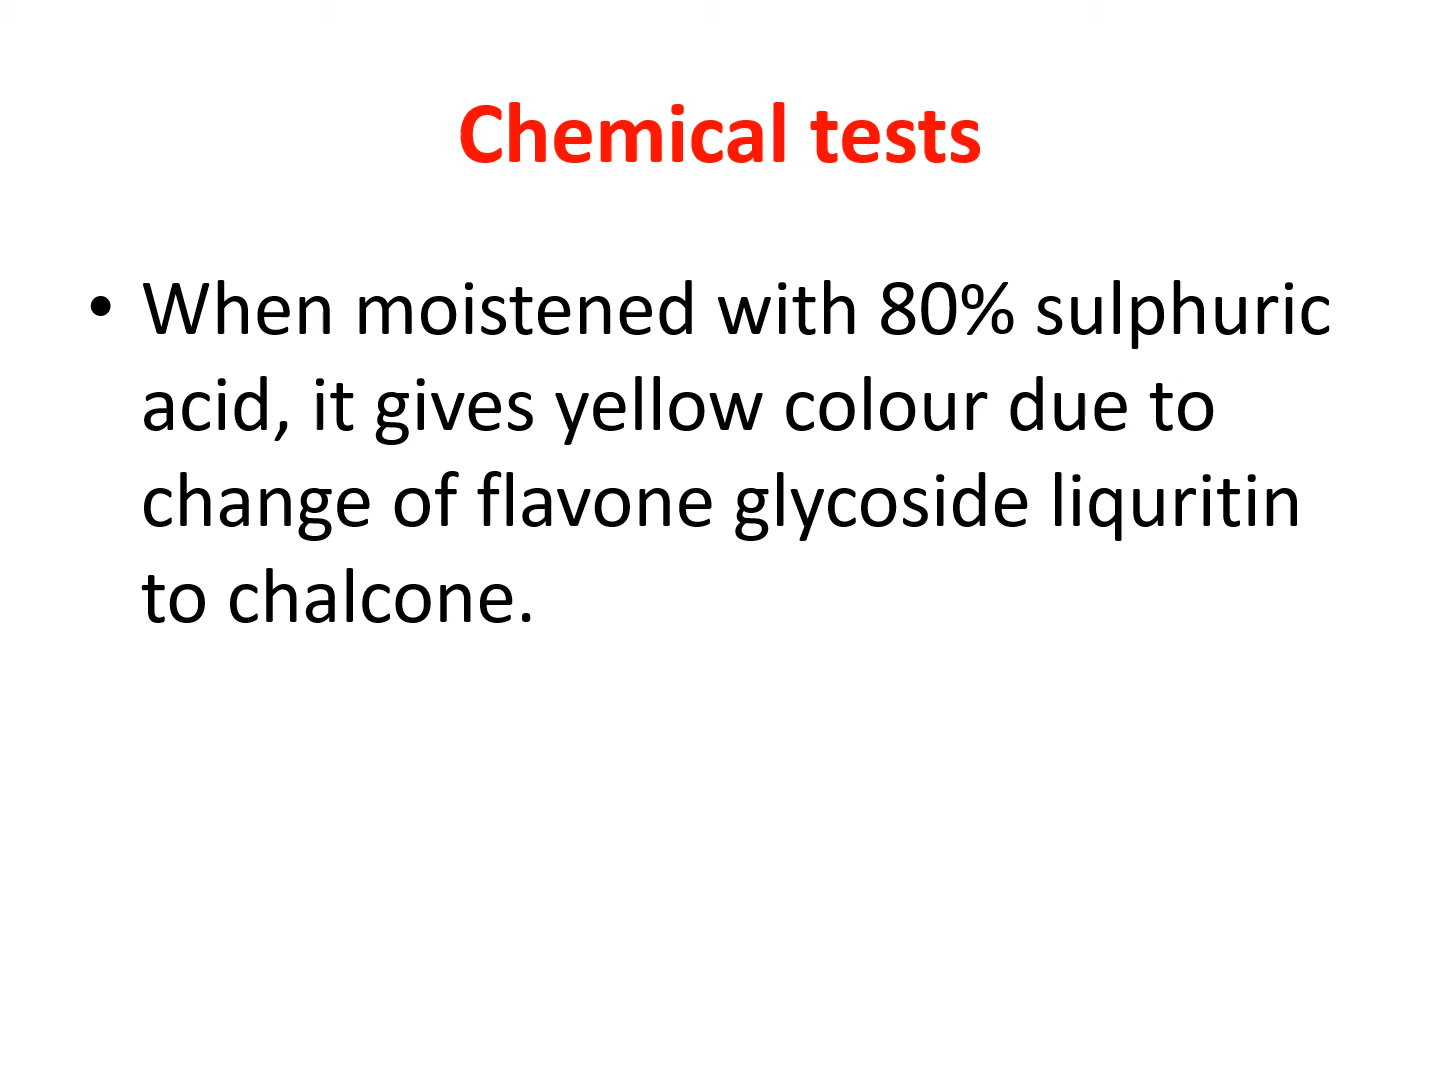 Chemical tests
• When moistened with 80% sulphuric
acid, it gives yellow colour due to
change of flavone glycoside liquritin
to chalcone.